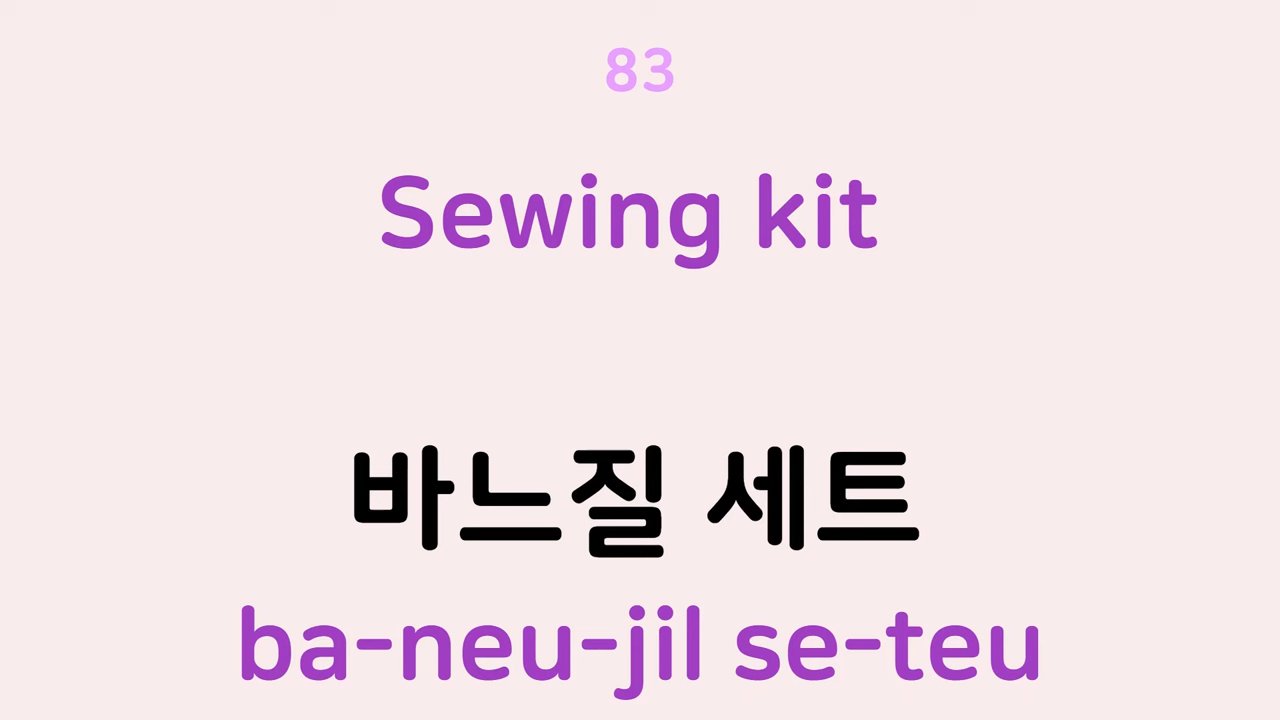 83
Sewing kit
바느질 세트
ba-neu-jil se-teu